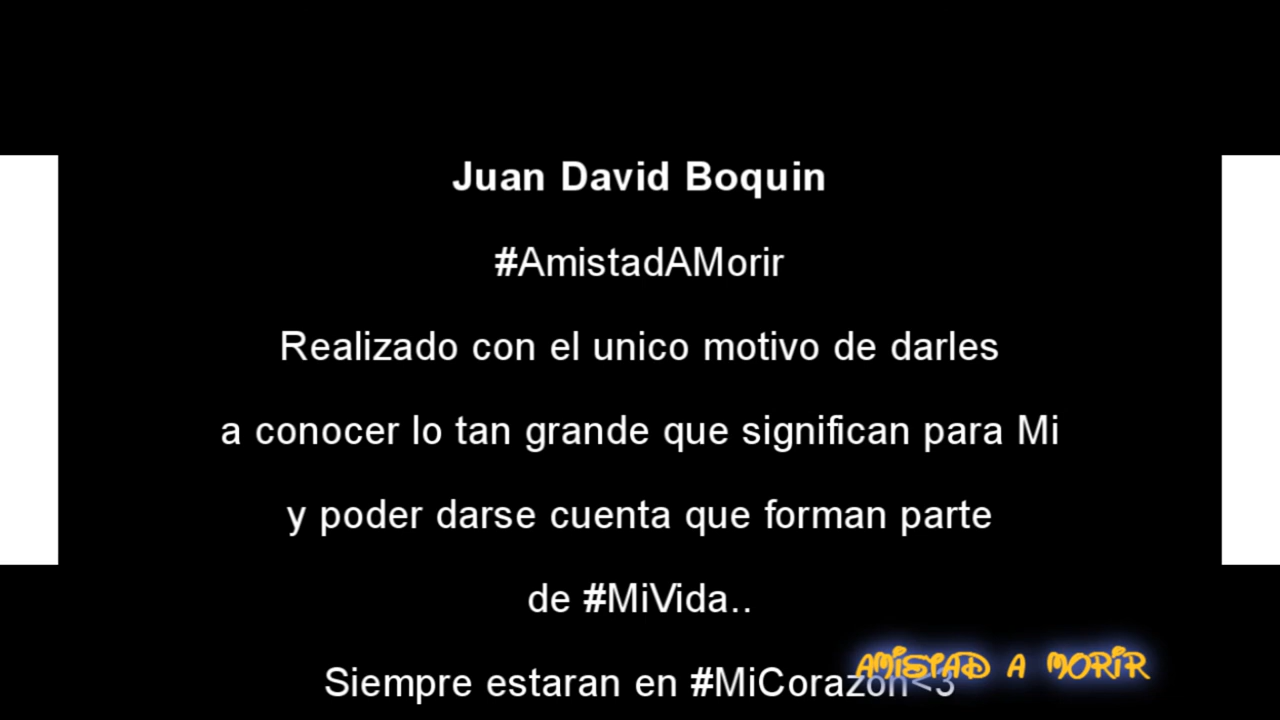 Juan David Boquin
#AmistadAMorir
Realizado con el unico motivo de darles
a conocer lo tan grande que significan para Mi
y poder darse cuenta que forman parte
de #MiVida..
Siempre estaran en #MiCorazon<3
AMISTAD A MORIR